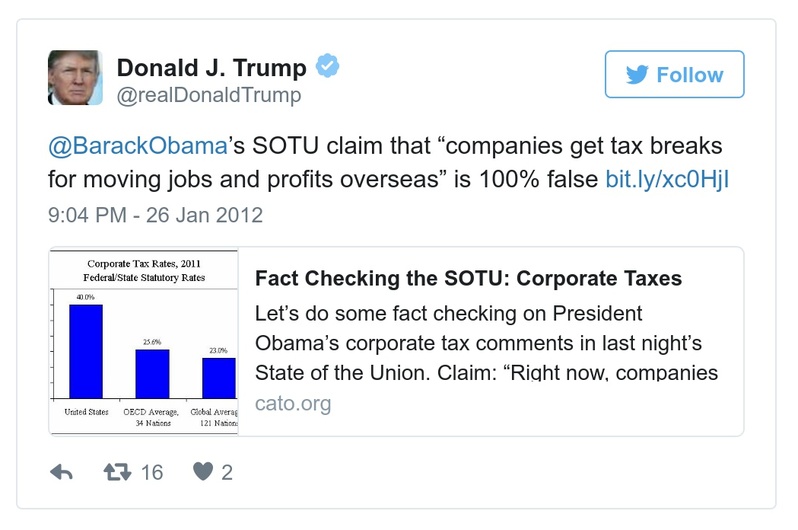 Donald J. Trump
@realDonaldTrump
Follow
@BarackObama's SOTU claim that “companies get tax breaks
for moving jobs and profits overseas” is 100% false bit.ly/xc0HjI
9:04 PM - 26 Jan 2012
Corporate Tax Rates, 2011
Federal/State Statutory Rates
40.0%
25.6%
23.0%
United States
OECD Average,
34 Nations
Global Averag
121 Nation
Fact Checking the SOTU: Corporate Taxes
Let’s do some fact checking on President
Obama’s corporate tax comments in last night’s
State of the Union. Claim: “Right now, companies
cato.org
16
2